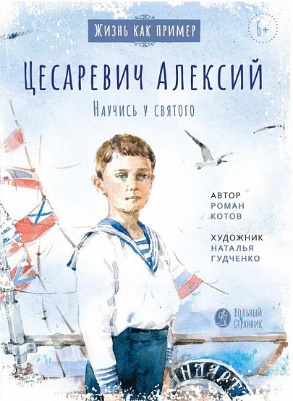 Жизнь как пример
6+
Цесаревич Алексий
Научись у святого
АВТОР
РОМАН
КОТОВ
ХУДОЖНИК
НАТАЛЬЯ
ГУДЧЕНКО
ВОЛЬНЫЙ
СТРАННИК